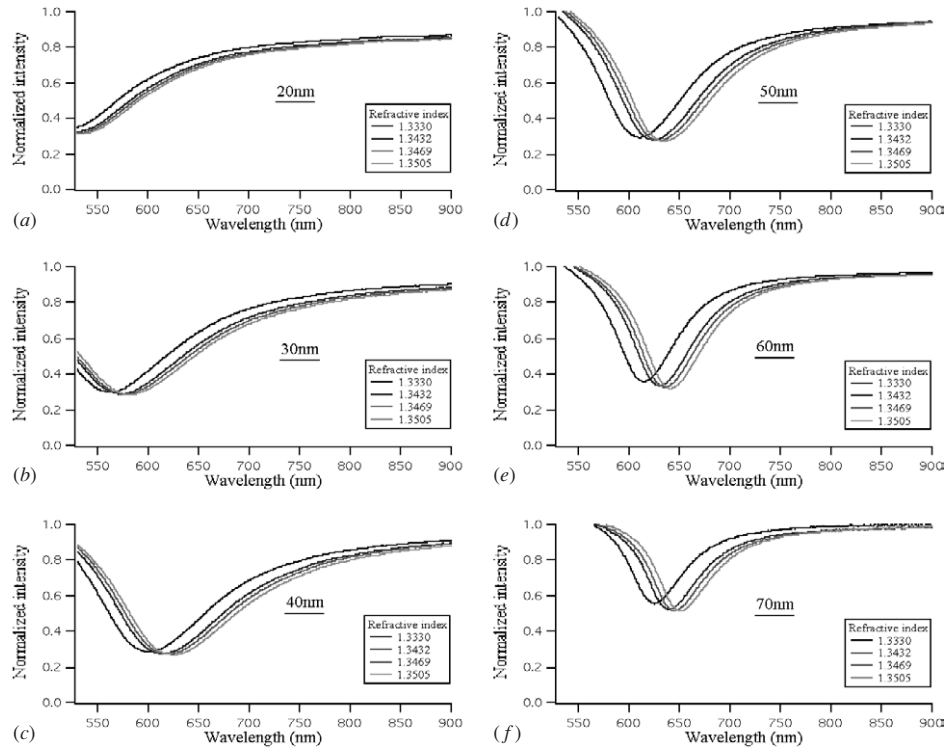 Normalized intensity
1.0
0.8
0.6
0.4
0.2
0.0
20nm
Refractive index
1.3330
1.3432
1.3469
1.3505
550 600 650 700 750 800 850 900
Wavelength (nm)
(a)
Normalized intensity
1.0
0.8
0.6
0.4
0.2
0.0
50nm
Refractive index
1.3330
1.3432
1.3469
1.3505
550 600 650 700 750 800 850 900
Wavelength (nm)
(d)
Normalized intensity
1.0
0.8
0.6
0.4
0.2
0.0
30nm
Refractive index
1.3330
1.3432
1.3469
1.3505
550 600 650 700 750 800 850 900
Wavelength (nm)
(b)
Normalized intensity
1.0
0.8
0.6
0.4
0.2
0.0
60nm
Refractive index
1.3330
1.3432
1.3469
1.3505
550 600 650 700 750 800 850 900
Wavelength (nm)
(e)
Normalized intensity
1.0
0.8
0.6
0.4
0.2
0.0
40nm
Refractive index
1.3330
1.3432
1.3469
1.3505
550 600 650 700 750 800 850 900
Wavelength (nm)
(c)
Normalized intensity
1.0
0.8
0.6
0.4
0.2
0.0
70nm
Refractive index
1.3330
1.3432
1.3469
1.3505
550 600 650 700 750 800 850 900
Wavelength (nm)
(f)